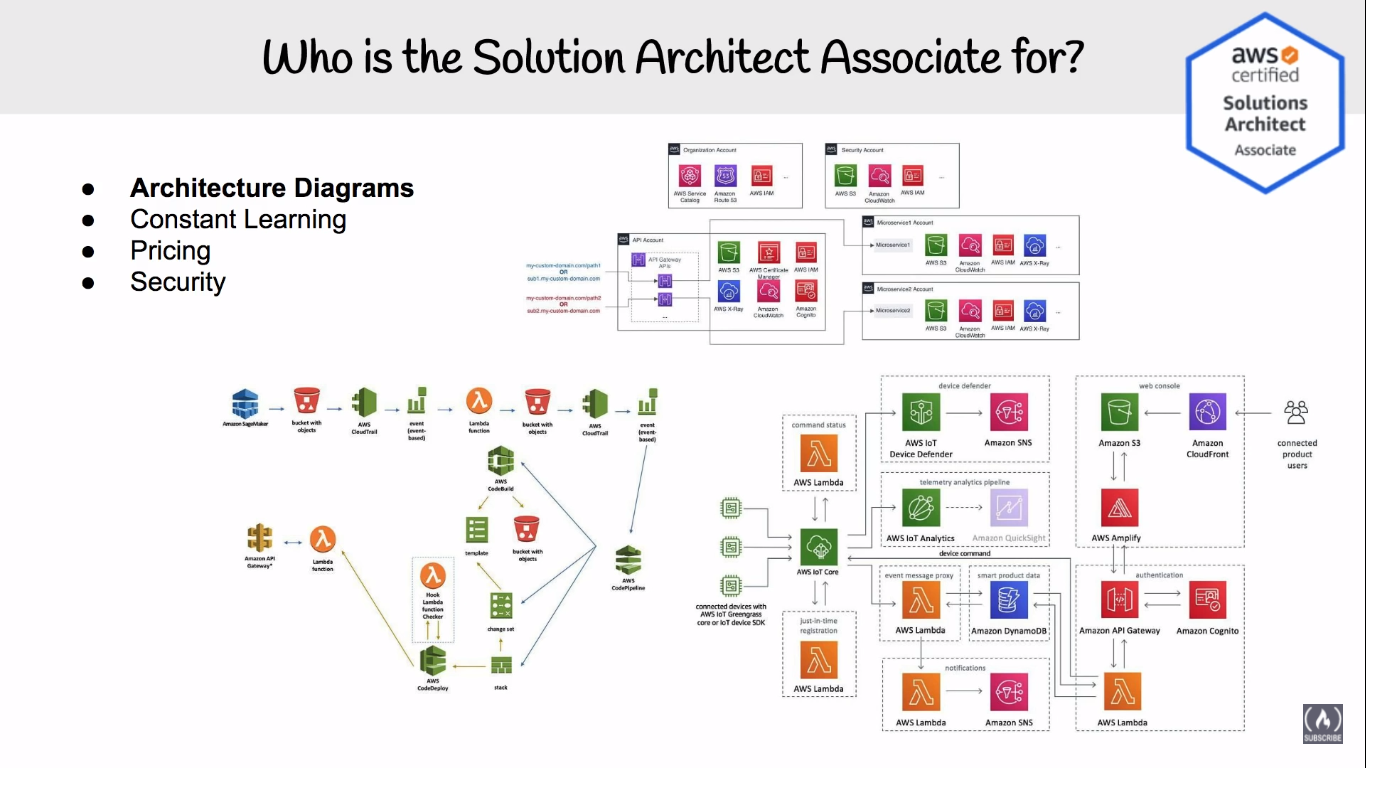 Who is the Solution Architect Associate for?
aws
certified
Solutions
Architect
Associate
● Architecture Diagrams
● Constant Learning
● Pricing
● Security
Organization Account
AWS Service
Catalog
Amazon
Route 53
AWS IAM
...
Security Account
AWS S3
Amazon
CloudWatch
AWS IAM
...
my-custom-domain.com/path1
OR
sub1.my-custom-domain.com
my-custom-domain.com/path2
OR
sub2.my-custom-domain.com
API Account
API Gateway
APIs
...
AWS S3
AWS Certificate
Manager
AWS IAM
AWS X-Ray
Amazon
CloudWatch
Amazon
Cognito
Microservice1 Account
Microservice1
AWS S3
Amazon
CloudWatch
AWS IAM
AWS X-Ray
...
Microservice2 Account
Microservice2
AWS S3
Amazon
CloudWatch
AWS IAM
AWS X-Ray
...
Amazon SageMaker
bucket with
objects
AWS
CloudTrail
event
(event-
based)
Lambda
function
bucket with
objects
AWS
CloudTrail
event
(event-
based)
AWS
CodeBuild
template
bucket with
objects
AWS
CodePipeline
Amazon API
Gateway*
Lambda
function
Hook
Lambda
function
Checker
change set
AWS
CodeDeploy
stack
command status
AWS Lambda
AWS IoT Core
connected devices with
AWS IoT Greengrass
core or IoT device SDK
just-in-time
registration
AWS Lambda
device defender
AWS IoT
Device Defender
Amazon SNS
telemetry analytics pipeline
AWS IoT Analytics
Amazon QuickSight
device command
event message proxy
AWS Lambda
smart product data
Amazon DynamoDB
notifications
AWS Lambda
Amazon SNS
web console
Amazon S3
Amazon
CloudFront
connected
product
users
AWS Amplify
authentication
Amazon API Gateway
Amazon Cognito
AWS Lambda
SUBSCRIBE